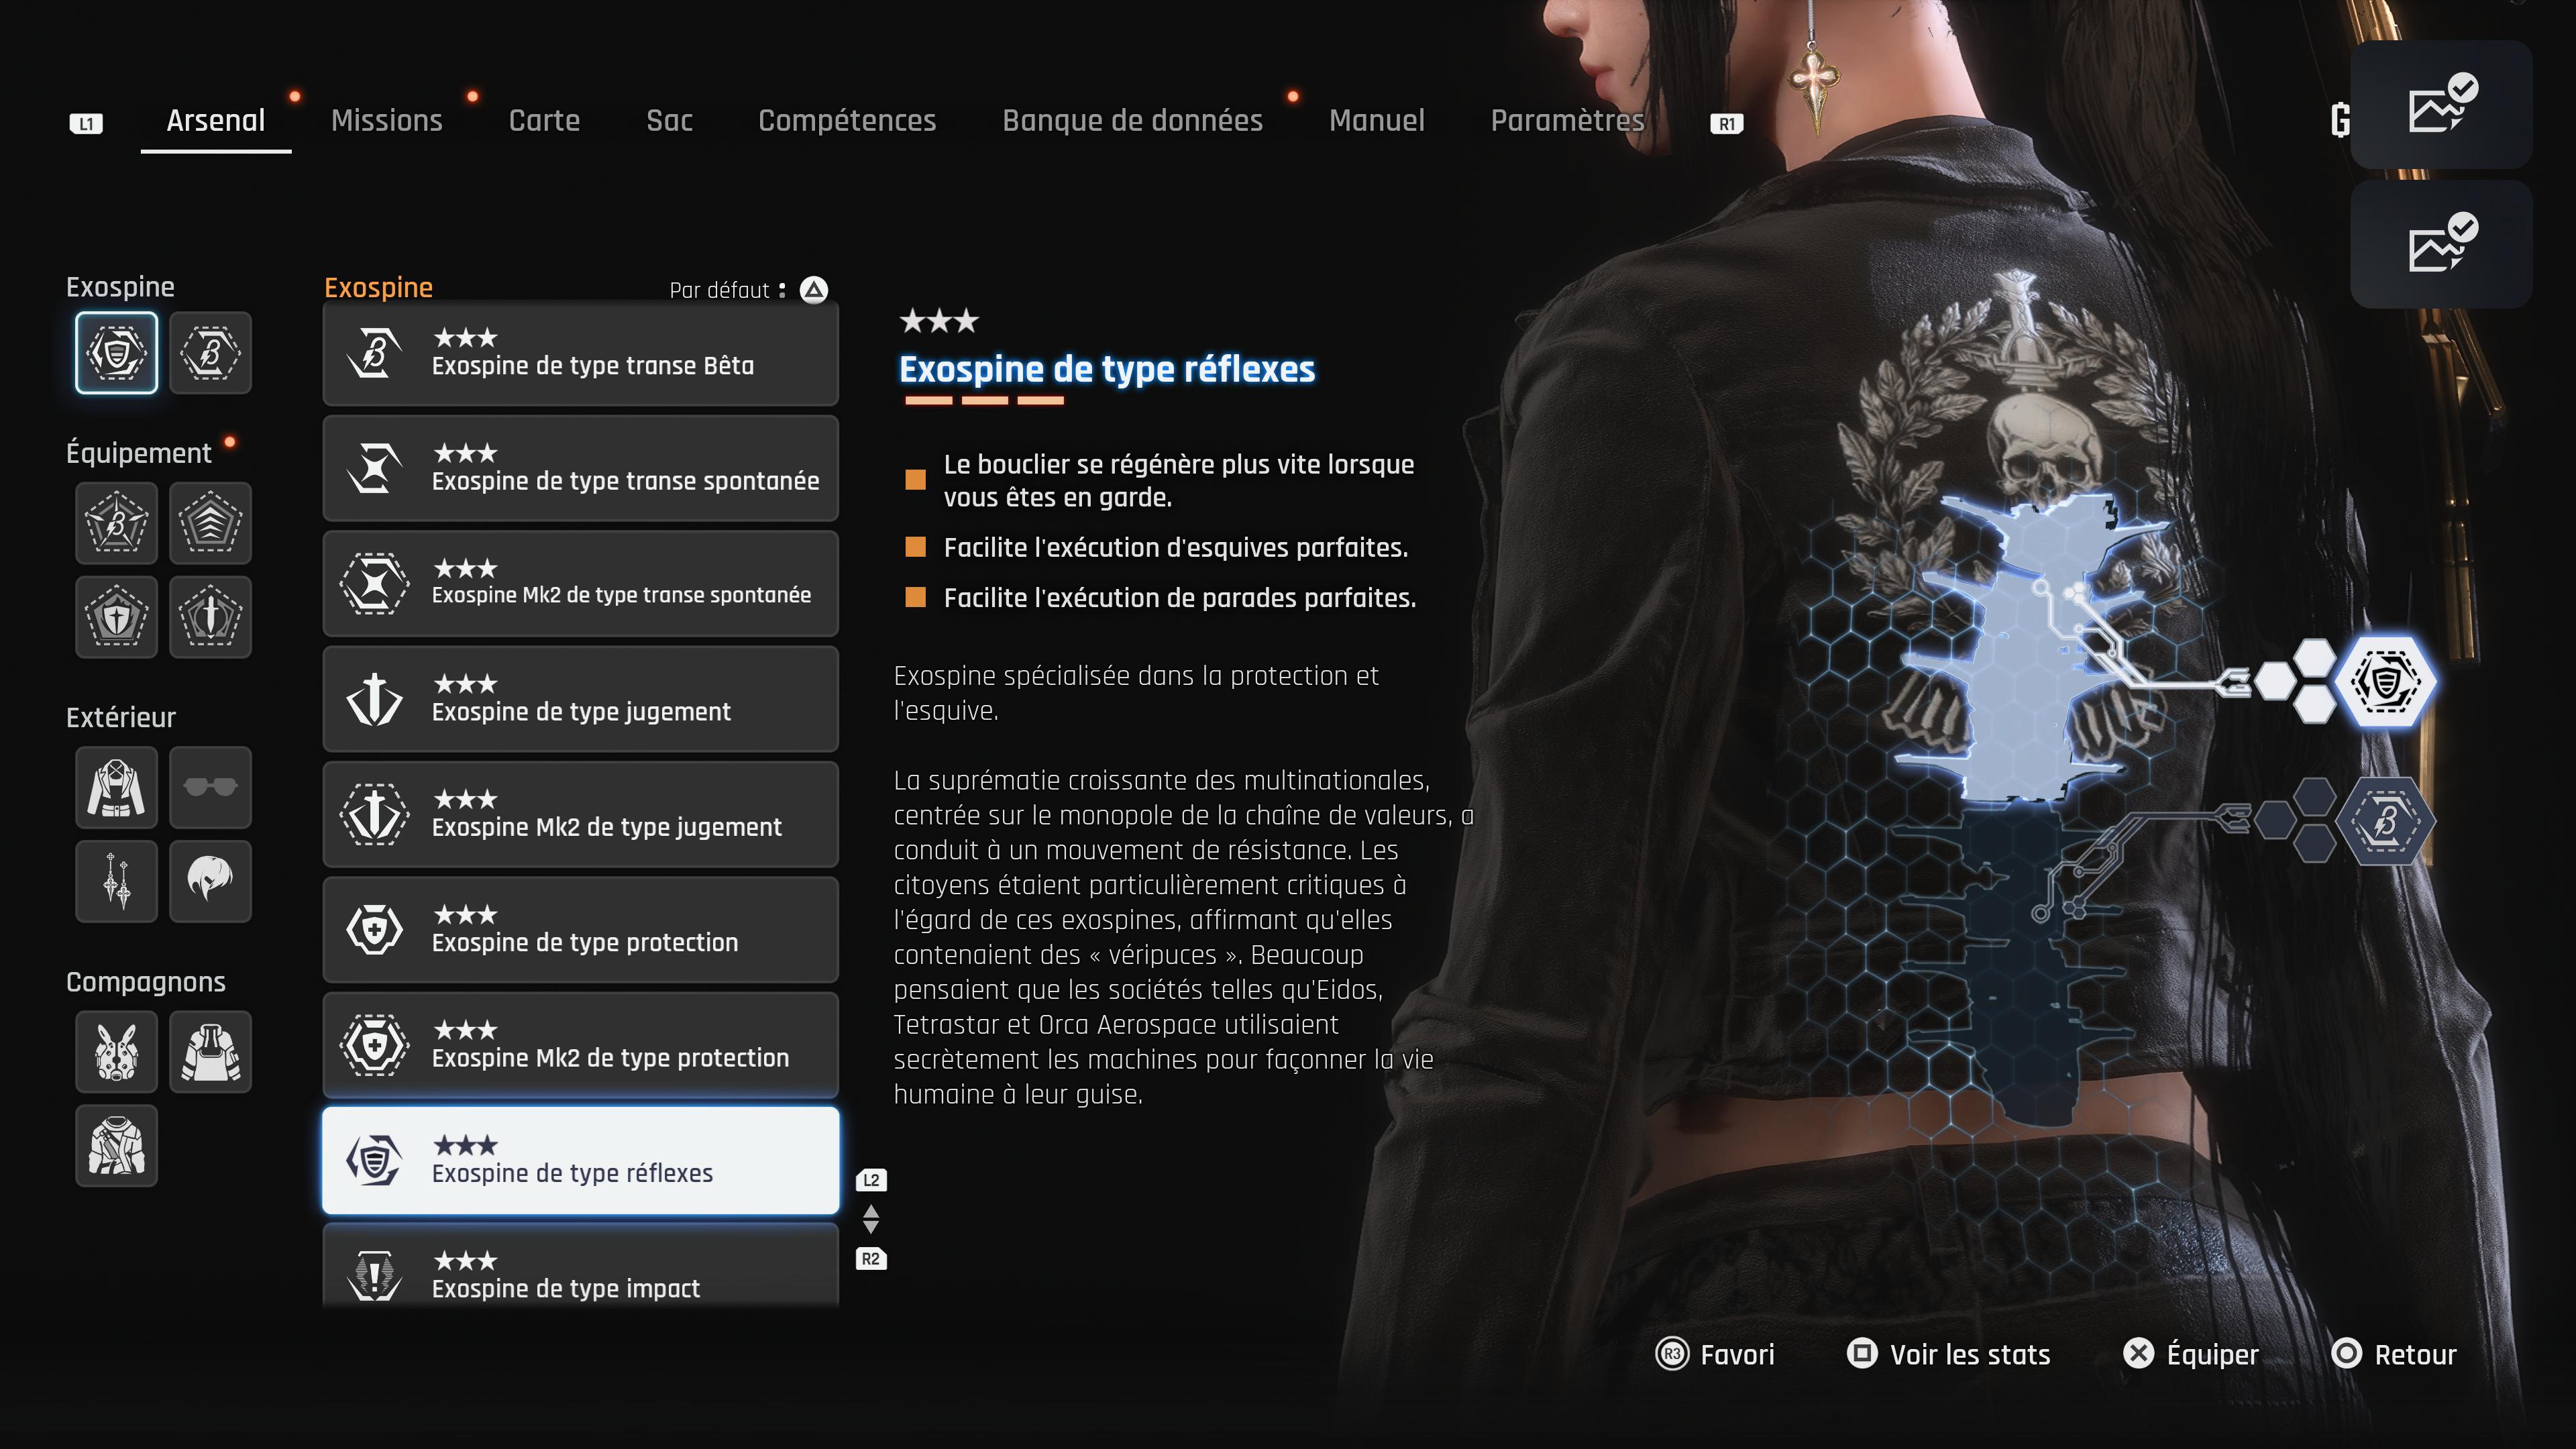 L1 Arsenal Missions Carte Sac Compétences Banque de données Manuel Paramètres R1 G
Exospine
Équipement
Extérieur
Compagnons
Exospine Par défaut :
Exospine de type transe Bêta
Exospine de type transe spontanée
Exospine Mk2 de type transe spontanée
Exospine de type jugement
Exospine Mk2 de type jugement
Exospine de type protection
Exospine Mk2 de type protection
Exospine de type réflexes
Exospine de type impact
L2
R2
Exospine de type réflexes
Le bouclier se régénère plus vite lorsque
vous êtes en garde.
Facilite l'exécution d'esquives parfaites.
Facilite l'exécution de parades parfaites.
Exospine spécialisée dans la protection et
l'esquive.
La suprématie croissante des multinationales,
centrée sur le monopole de la chaîne de valeurs, a
conduit à un mouvement de résistance. Les
citoyens étaient particulièrement critiques à
l'égard de ces exospines, affirmant qu'elles
contenaient des « véripuces ». Beaucoup
pensaient que les sociétés telles qu'Eidos,
Tetrastar et Orca Aerospace utilisaient
secrètement les machines pour façonner la vie
humaine à leur guise.
R3 Favori Voir les stats Équiper Retour